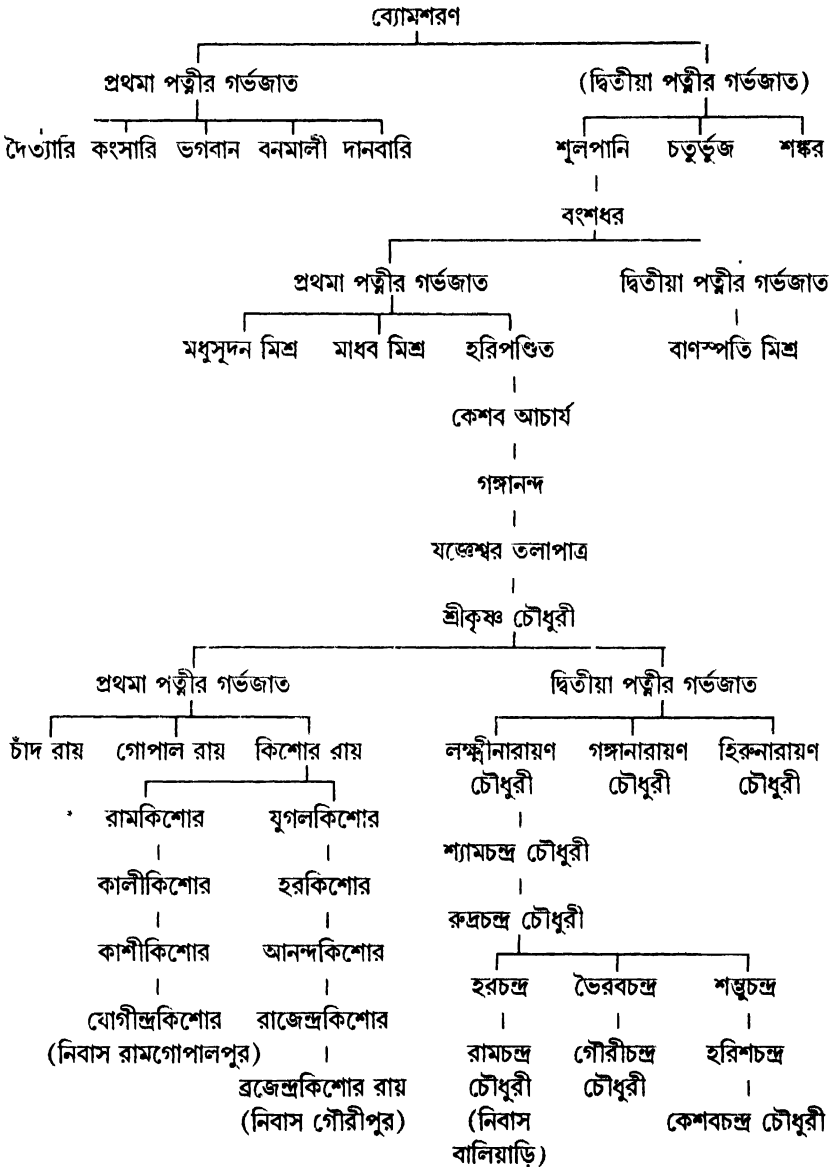 ব্যোমশরণ
প্রথমা পত্নীর গর্ভজাত (দ্বিতীয়া পত্নীর গর্ভজাত)
দৈত্যারি কংসারি ভগবান বনমালী দানবারি শূলপানি চতুর্ভুজ শঙ্কর
বংশধর
প্রথমা পত্নীর গর্ভজাত দ্বিতীয়া পত্নীর গর্ভজাত
মধুসূদন মিশ্র মাধব মিশ্র হরিপণ্ডিত বাণস্পতি মিশ্র
কেশব আচার্য
গঙ্গানন্দ
যজ্ঞেশ্বর তলাপাত্র
শ্রীকৃষ্ণ চৌধুরী
প্রথমা পত্নীর গর্ভজাত দ্বিতীয়া পত্নীর গর্ভজাত
চাঁদ রায় গোপাল রায় কিশোর রায় লক্ষ্মীনারায়ণ গঙ্গানারায়ণ হিরুনারায়ণ
চৌধুরী চৌধুরী চৌধুরী
রামকিশোর যুগলকিশোর
শ্যামচন্দ্র চৌধুরী
কালীকিশোর হরকিশোর
রুদ্রচন্দ্র চৌধুরী
কাশীকিশোর আনন্দকিশোর
হরচন্দ্র ভৈরবচন্দ্র শম্ভুচন্দ্র
যোগীন্দ্রকিশোর রাজেন্দ্রকিশোর
(নিবাস রামগোপালপুর) রামচন্দ্র গৌরীচন্দ্র হরিশচন্দ্র
ব্রজেন্দ্রকিশোর রায় চৌধুরী চৌধুরী
(নিবাস গৌরীপুর) (নিবাস কেশবচন্দ্র চৌধুরী
বালিয়াড়ি)